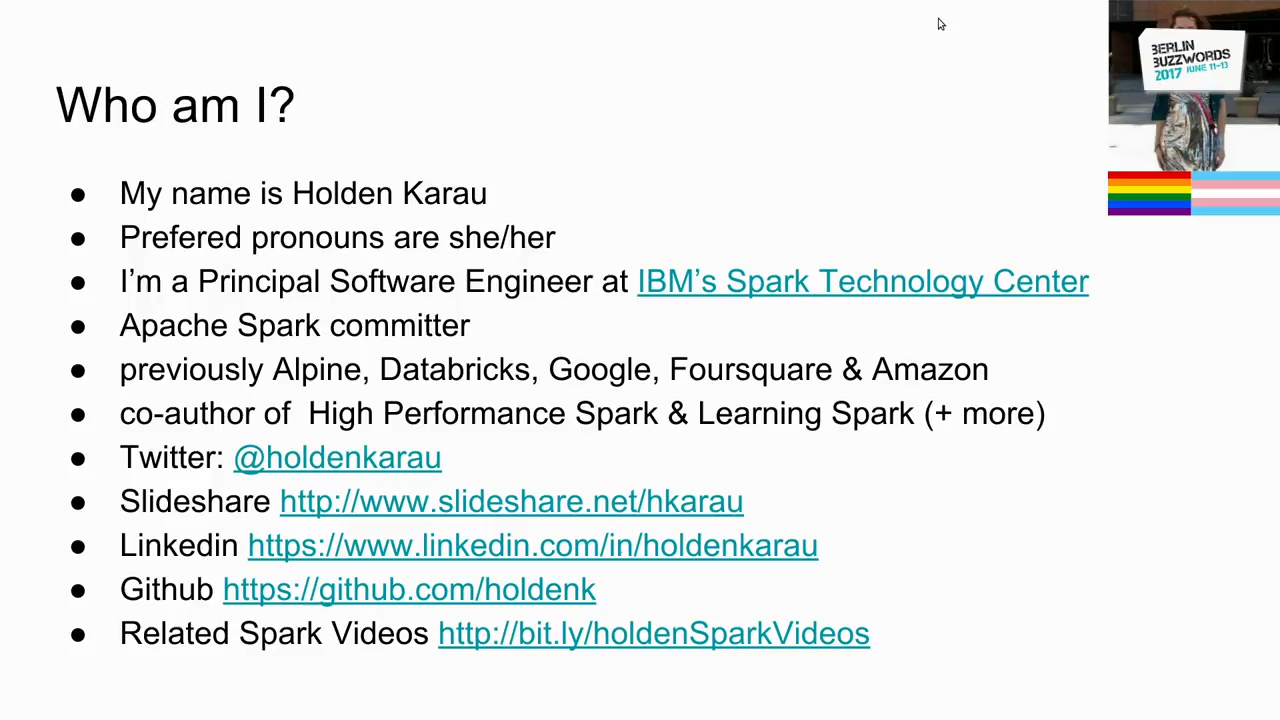 BERLIN
BUZZWORDS
2017 JUNE 11-13
Who am I?
● My name is Holden Karau
● Prefered pronouns are she/her
● I’m a Principal Software Engineer at IBM’s Spark Technology Center
● Apache Spark committer
● previously Alpine, Databricks, Google, Foursquare & Amazon
● co-author of  High Performance Spark & Learning Spark (+ more)
● Twitter: @holdenkarau
● Slideshare http://www.slideshare.net/hkarau
● Linkedin https://www.linkedin.com/in/holdenkarau
● Github https://github.com/holdenk
● Related Spark Videos http://bit.ly/holdenSparkVideos